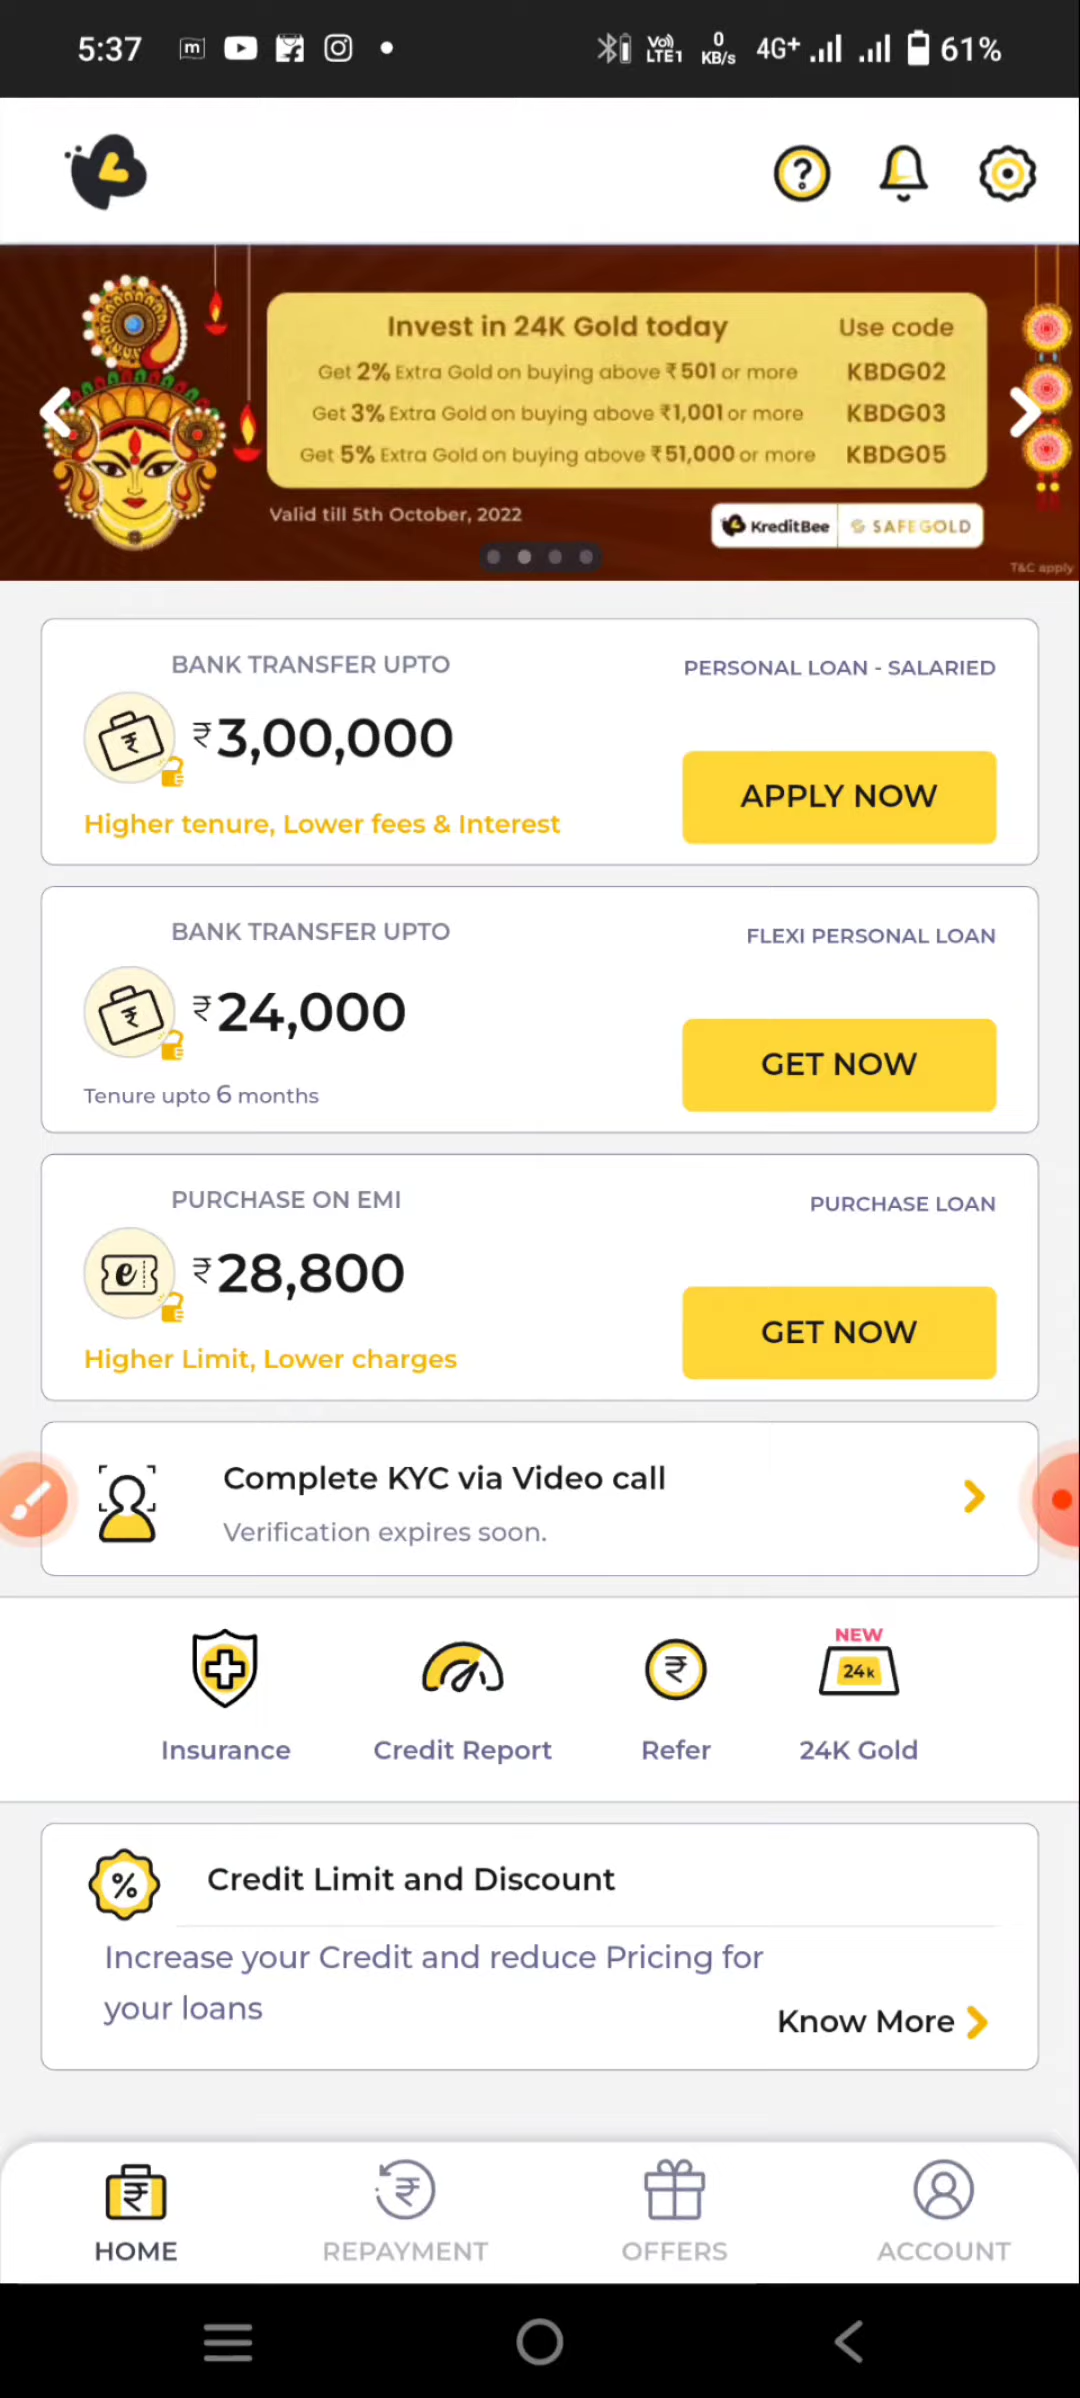 5:37
Vo)) LTE1 0 KB/s 4G+ 61%
Invest in 24K Gold today Use code
Get 2% Extra Gold on buying above ₹501 or more KBDG02
Get 3% Extra Gold on buying above ₹1,001 or more KBDG03
Get 5% Extra Gold on buying above ₹51,000 or more KBDG05
Valid till 5th October, 2022
KreditBee SAFEGOLD
T&C apply
BANK TRANSFER UPTO
PERSONAL LOAN - SALARIED
₹3,00,000
APPLY NOW
Higher tenure, Lower fees & Interest
BANK TRANSFER UPTO
FLEXI PERSONAL LOAN
₹24,000
GET NOW
Tenure upto 6 months
PURCHASE ON EMI
PURCHASE LOAN
₹28,800
GET NOW
Higher Limit, Lower charges
Complete KYC via Video call
Verification expires soon.
NEW
24k
Insurance Credit Report Refer 24K Gold
Credit Limit and Discount
Increase your Credit and reduce Pricing for
your loans
Know More
HOME REPAYMENT OFFERS ACCOUNT